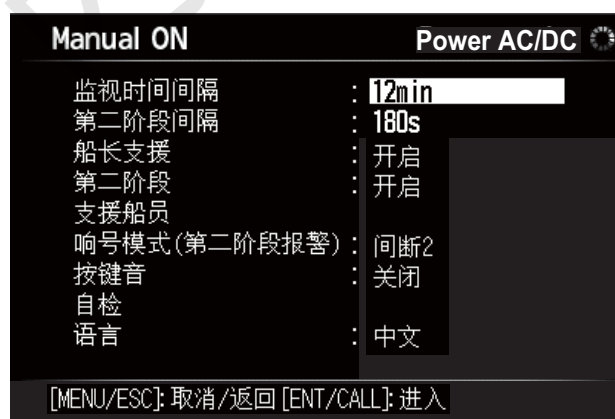 Manual ON Power AC/DC
监视时间间隔 : 12min
第二阶段间隔 : 180s
船长支援 : 开启
第二阶段 : 开启
支援船员
响号模式(第二阶段报警) : 间断2
按键音 : 关闭
自检
语言 : 中文
[MENU/ESC]: 取消/返回 [ENT/CALL]: 进入